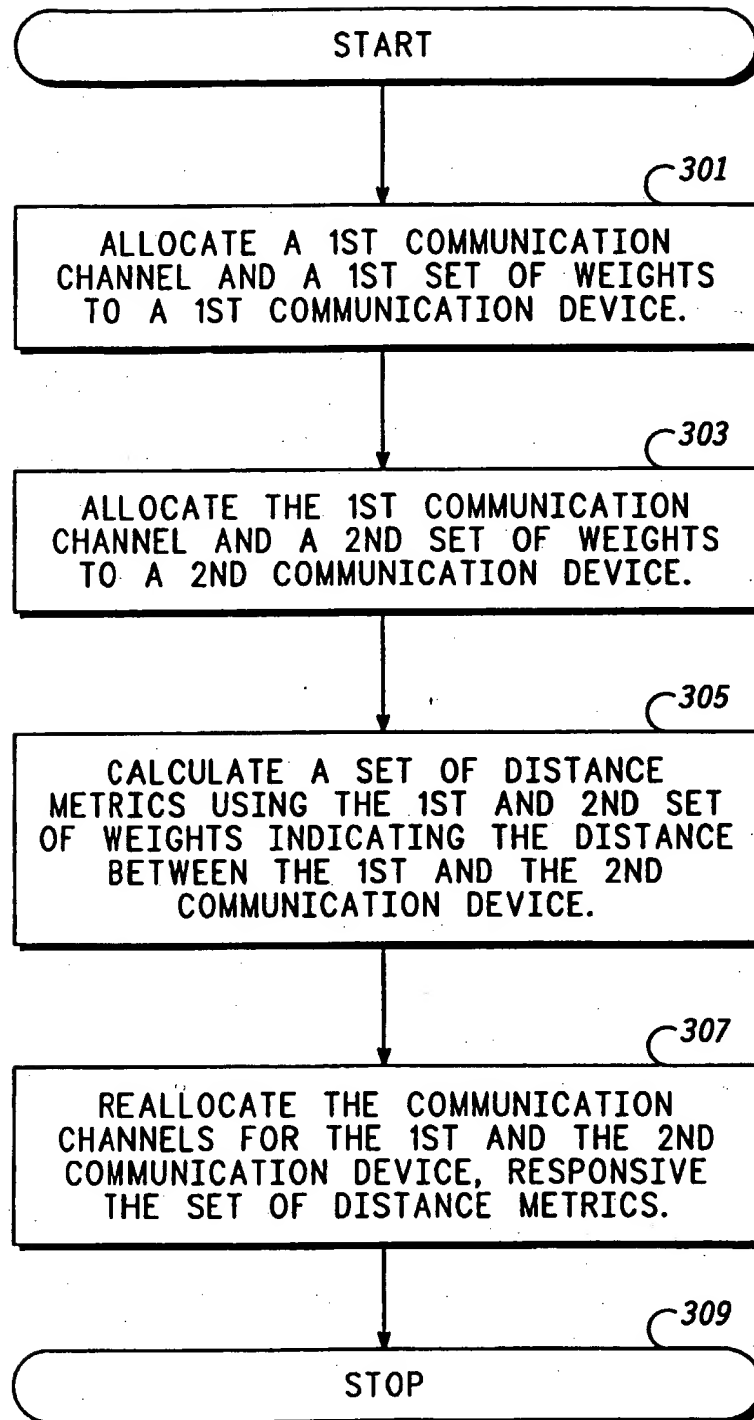 START
301
ALLOCATE A 1ST COMMUNICATION
CHANNEL AND A 1ST SET OF WEIGHTS
TO A 1ST COMMUNICATION DEVICE.
303
ALLOCATE THE 1ST COMMUNICATION
CHANNEL AND A 2ND SET OF WEIGHTS
TO A 2ND COMMUNICATION DEVICE.
305
CALCULATE A SET OF DISTANCE
METRICS USING THE 1ST AND 2ND SET
OF WEIGHTS INDICATING THE DISTANCE
BETWEEN THE 1ST AND THE 2ND
COMMUNICATION DEVICE.
307
REALLOCATE THE COMMUNICATION
CHANNELS FOR THE 1ST AND THE 2ND
COMMUNICATION DEVICE, RESPONSIVE
THE SET OF DISTANCE METRICS.
309
STOP